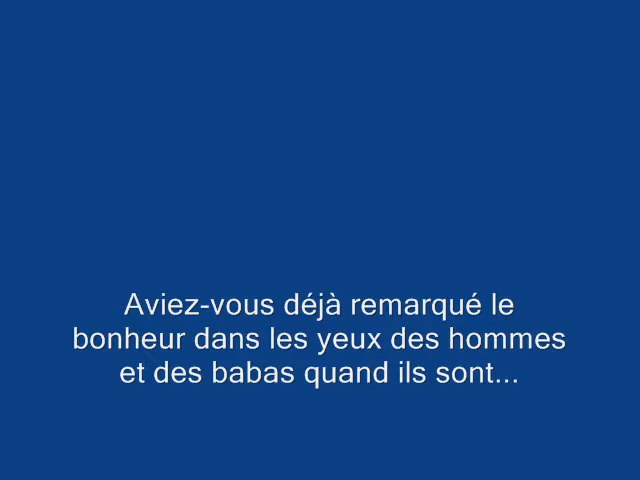 Aviez-vous déjà remarqué le
bonheur dans les yeux des hommes
et des babas quand ils sont...